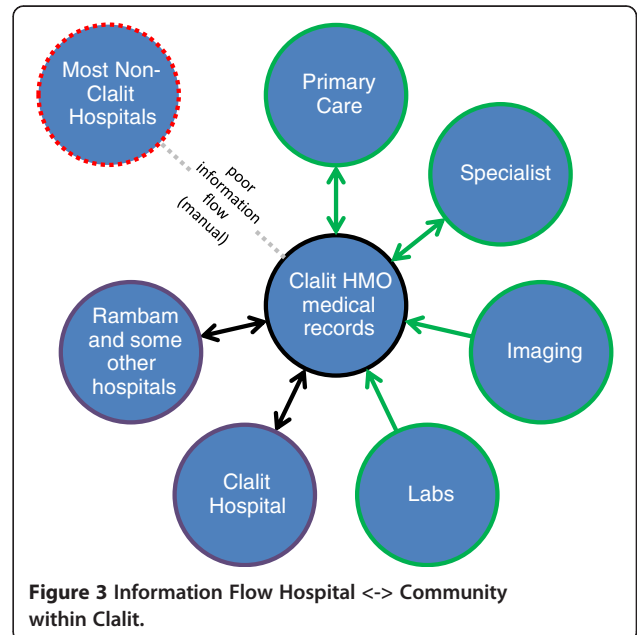 Most Non-
Clalit
Hospitals
Primary
Care
Specialist
poor
information
flow
(manual)
Clalit HMO
medical
records
Rambam
and some
other
hospitals
Imaging
Clalit
Hospital
Labs
Figure 3 Information Flow Hospital <-> Community
within Clalit.